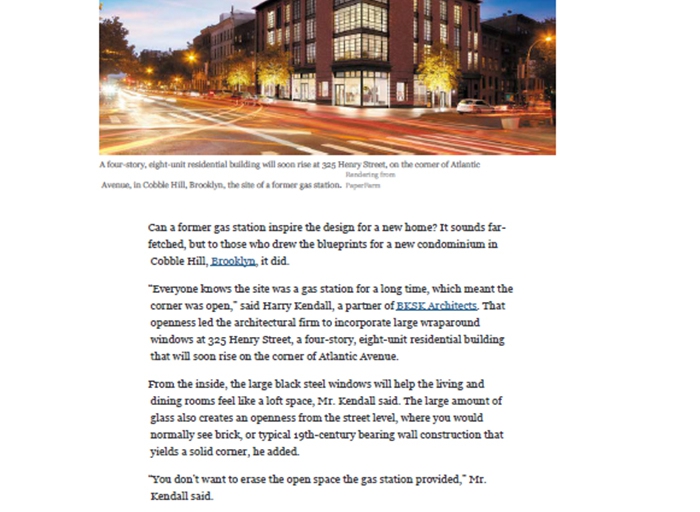 A four-story, eight-unit residential building will soon rise at 325 Henry Street, on the corner of Atlantic
Rendering from
Avenue, in Cobble Hill, Brooklyn, the site of a former gas station. PaperFarm
Can a former gas station inspire the design for a new home? It sounds far-
fetched, but to those who drew the blueprints for a new condominium in
Cobble Hill, Brooklyn, it did.
“Everyone knows the site was a gas station for a long time, which meant the
corner was open,” said Harry Kendall, a partner of BKSK Architects. That
openness led the architectural firm to incorporate large wraparound
windows at 325 Henry Street, a four-story, eight-unit residential building
that will soon rise on the corner of Atlantic Avenue.
From the inside, the large black steel windows will help the living and
dining rooms feel like a loft space, Mr. Kendall said. The large amount of
glass also creates an openness from the street level, where you would
normally see brick, or typical 19th-century bearing wall construction that
yields a solid corner, he added.
“You don’t want to erase the open space the gas station provided,” Mr.
Kendall said.